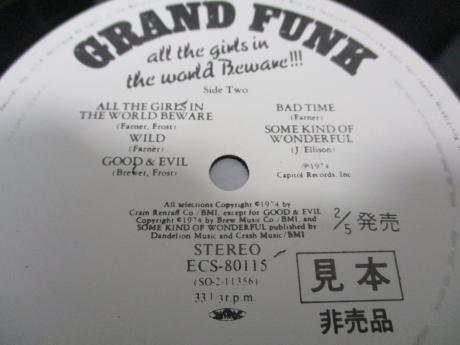 GRAND FUNK
all the girls in
the world Beware!!!
Side Two
ALL THE GIRLS IN
THE WORLD BEWARE
(Farner, Frost)
WILD
(Farner)
GOOD & EVIL
(Brewer, Frost)
BAD TIME
(Farner)
SOME KIND OF
WONDERFUL
(J. Ellison)
℗1974
Capitol Records, Inc
All selections Copyright ©1974 by
Cram Renraff Co/BMI, except for GOOD & EVIL
Copyright ©1974 by Brew Music Co./BMI, and
SOME KIND OF WONDERFUL published by
Dandelion Music and Crash Music/BMI
2/5 発売
STEREO
ECS-80115
(SO-2-11356)
33 1/3 r.p.m.
見本
非売品